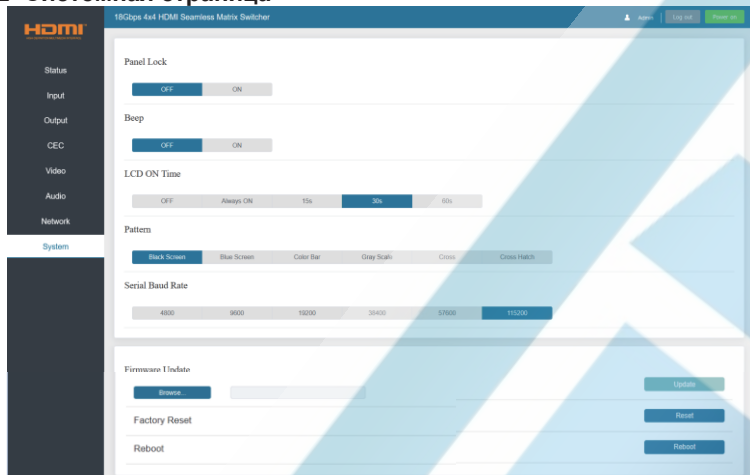 Системная страница
HDMI
18Gbps 4x4 HDMI Seamless Matrix Switcher
Admin
Log out
Power on
Status
Input
Output
CEC
Video
Audio
Network
System
Panel Lock
OFF ON
Beep
OFF ON
LCD ON Time
OFF Always ON 15s 30s 60s
Pattern
Black Screen Blue Screen Color Bar Gray Scale Cross Cross Hatch
Serial Baud Rate
4800 9600 19200 38400 57600 115200
Firmware Update
Browse... Update
Factory Reset Reset
Reboot Reboot